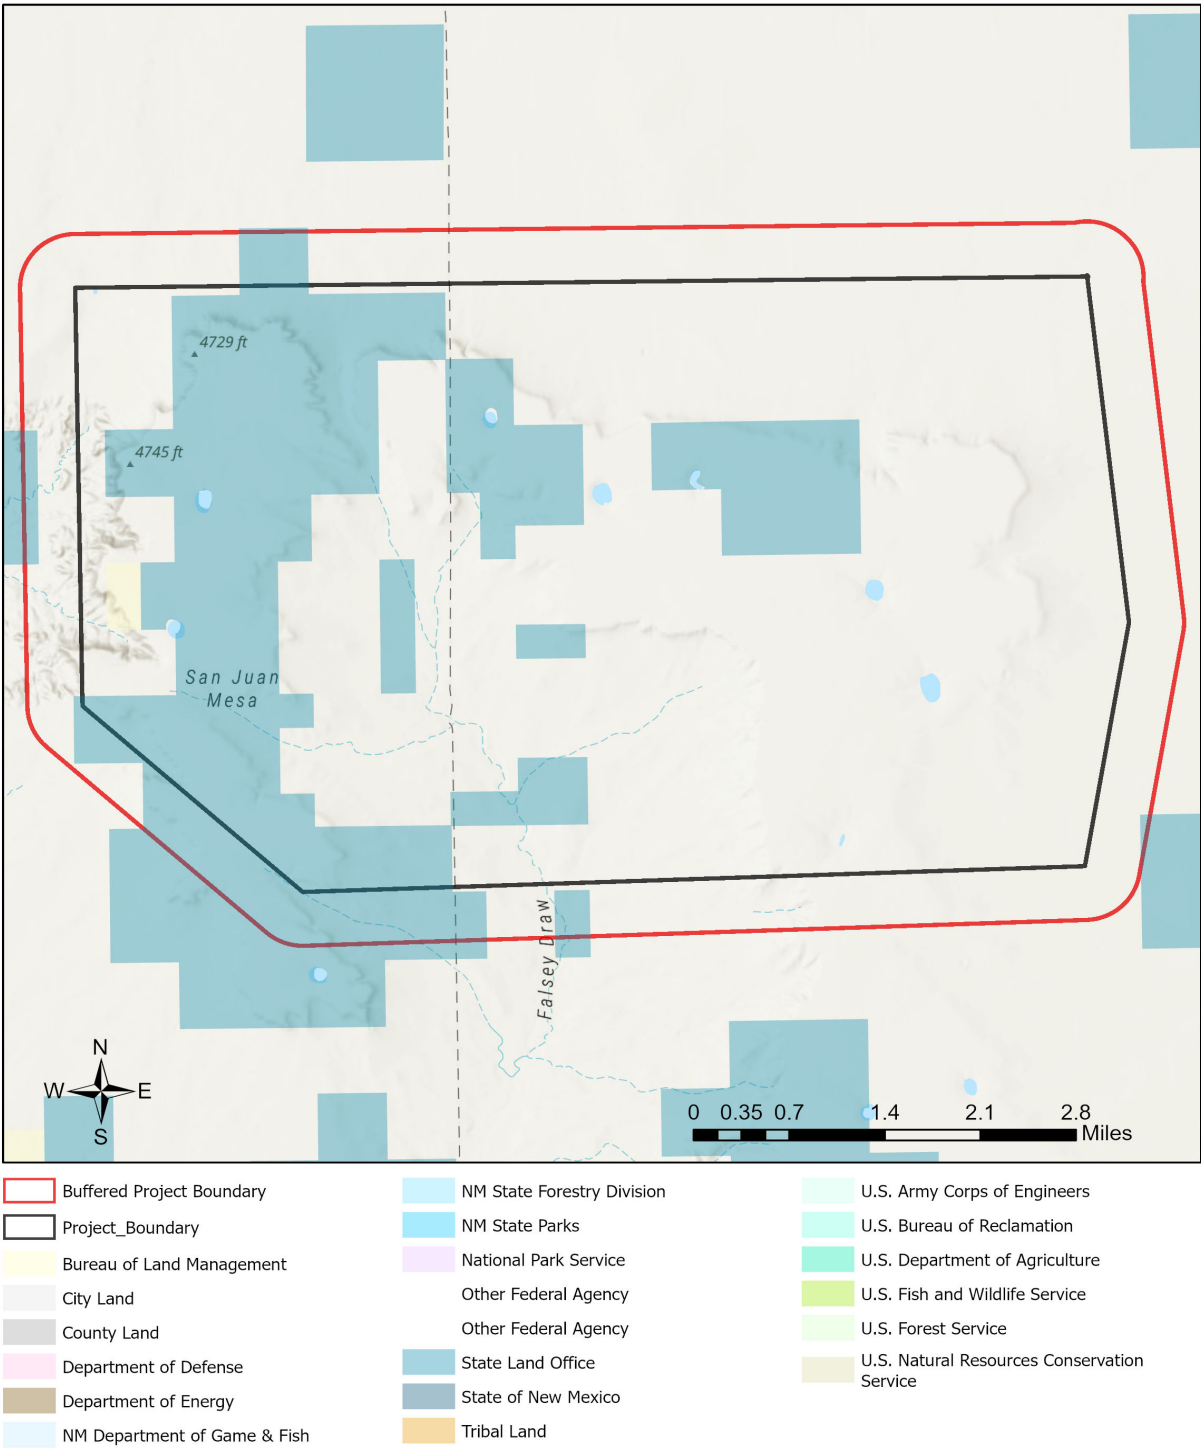 4729 ft
4745 ft
San Juan
Mesa
Falsey Draw
N
W E
S
0 0.35 0.7 1.4 2.1 2.8
Miles
Buffered Project Boundary
Project_Boundary
Bureau of Land Management
City Land
County Land
Department of Defense
Department of Energy
NM Department of Game & Fish
NM State Forestry Division
NM State Parks
National Park Service
Other Federal Agency
Other Federal Agency
State Land Office
State of New Mexico
Tribal Land
U.S. Army Corps of Engineers
U.S. Bureau of Reclamation
U.S. Department of Agriculture
U.S. Fish and Wildlife Service
U.S. Forest Service
U.S. Natural Resources Conservation
Service